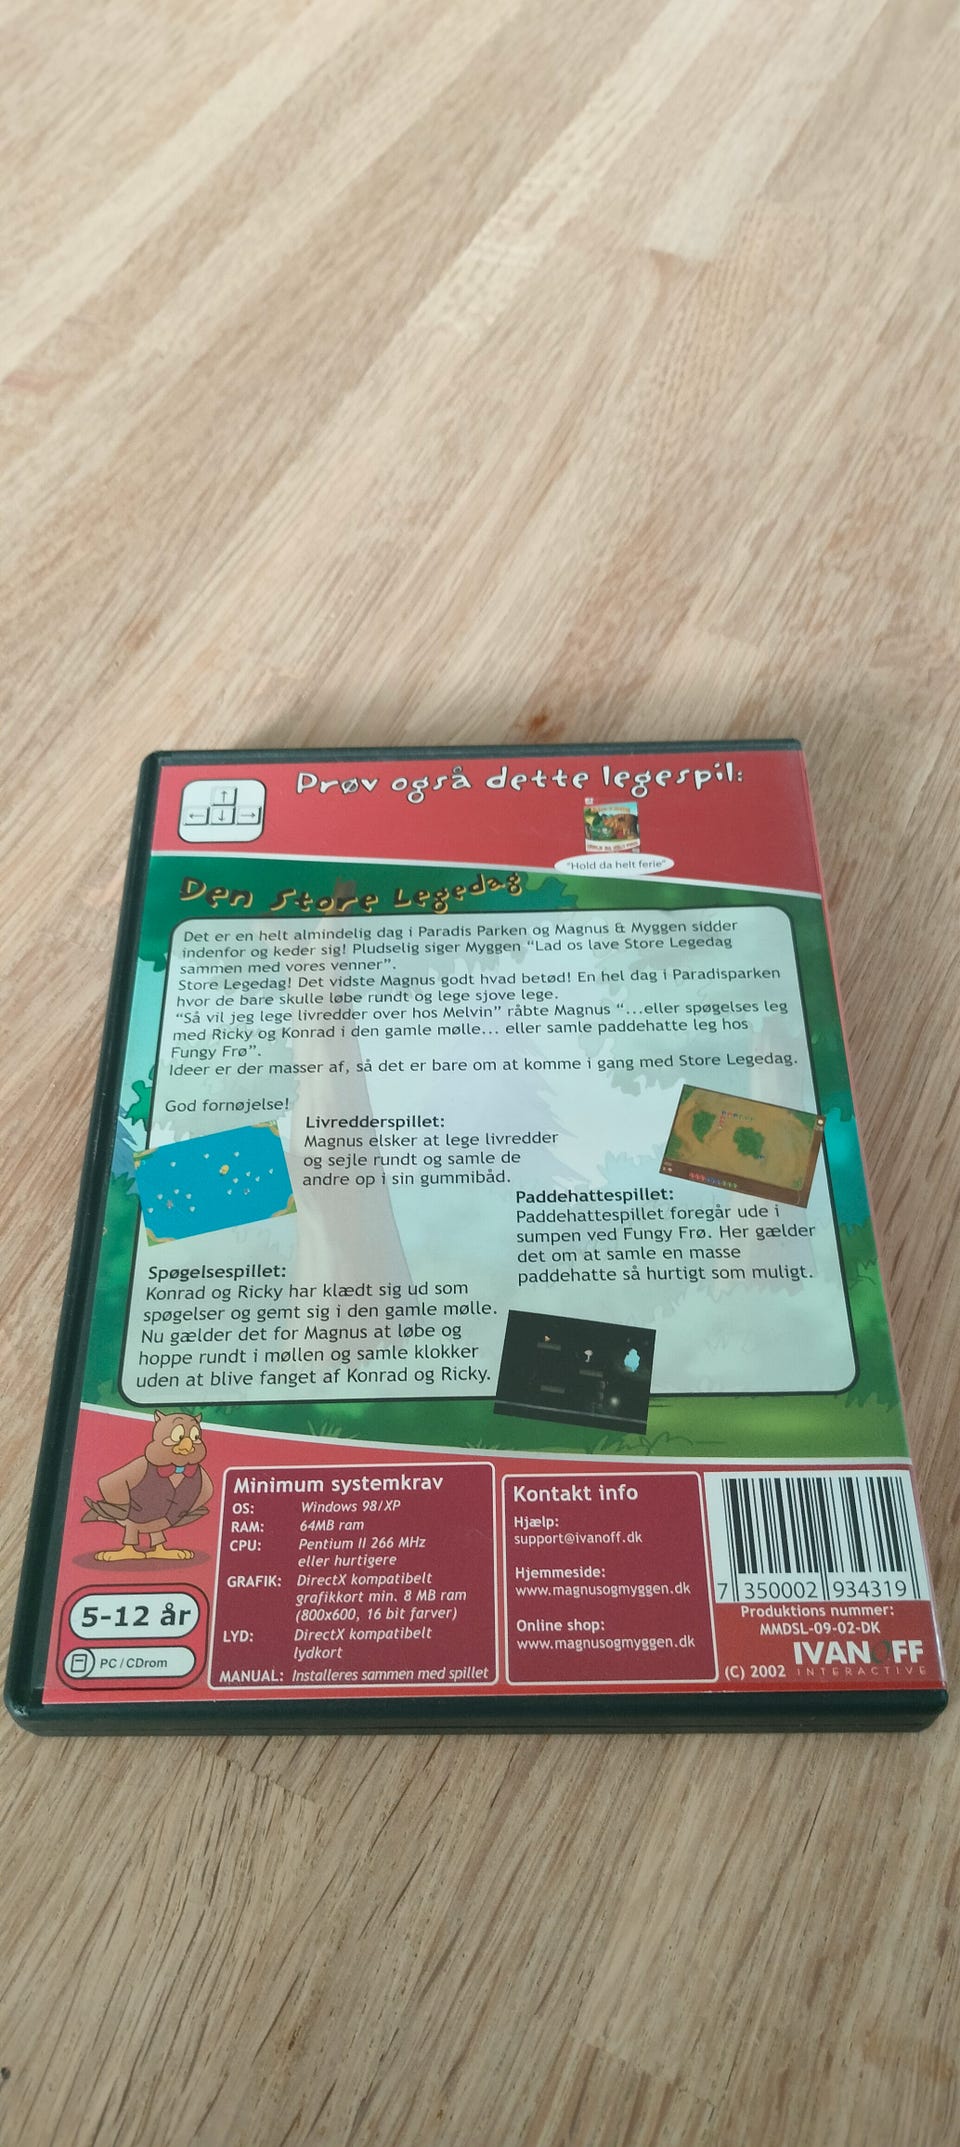 Prøv også dette legespil:
"Hold da helt ferie"
Den Store Legedag
Det er en helt almindelig dag i Paradis Parken og Magnus & Myggen sidder
indenfor og keder sig! Pludselig siger Myggen "Lad os lave Store Legedag
sammen med vores venner".
Store Legedag! Det vidste Magnus godt hvad betød! En hel dag i Paradisparken
hvor de bare skulle løbe rundt og lege sjove lege.
"Så vil jeg lege livredder over hos Melvin" råbte Magnus "...eller spøgelses leg
med Ricky og Konrad i den gamle mølle... eller samle paddehatte leg hos
Fungy Frø".
Ideer er der masser af, så det er bare om at komme i gang med Store Legedag.
God fornøjelse!
Livredderspillet:
Magnus elsker at lege livredder
og sejle rundt og samle de
andre op i sin gummibåd.
Paddehattespillet:
Paddehattespillet foregår ude i
sumpen ved Fungy Frø. Her gælder
det om at samle en masse
paddehatte så hurtigt som muligt.
Spøgelsespillet:
Konrad og Ricky har klædt sig ud som
spøgelser og gemt sig i den gamle mølle.
Nu gælder det for Magnus at løbe og
hoppe rundt i møllen og samle klokker
uden at blive fanget af Konrad og Ricky.
5-12 år
PC/CDrom
Minimum systemkrav
OS: Windows 98/XP
RAM: 64MB ram
CPU: Pentium II 266 MHz
eller hurtigere
GRAFIK: DirectX kompatibelt
grafikkort min. 8 MB ram
(800x600, 16 bit farver)
LYD: DirectX kompatibelt
lydkort
MANUAL: Installeres sammen med spillet
Kontakt info
Hjælp:
support@ivanoff.dk
Hjemmeside:
www.magnusogmyggen.dk
Online shop:
www.magnusogmyggen.dk
7 350002 934319
Produktions nummer:
MMDSL-09-02-DK
(C) 2002 IVANOFF
INTERACTIVE